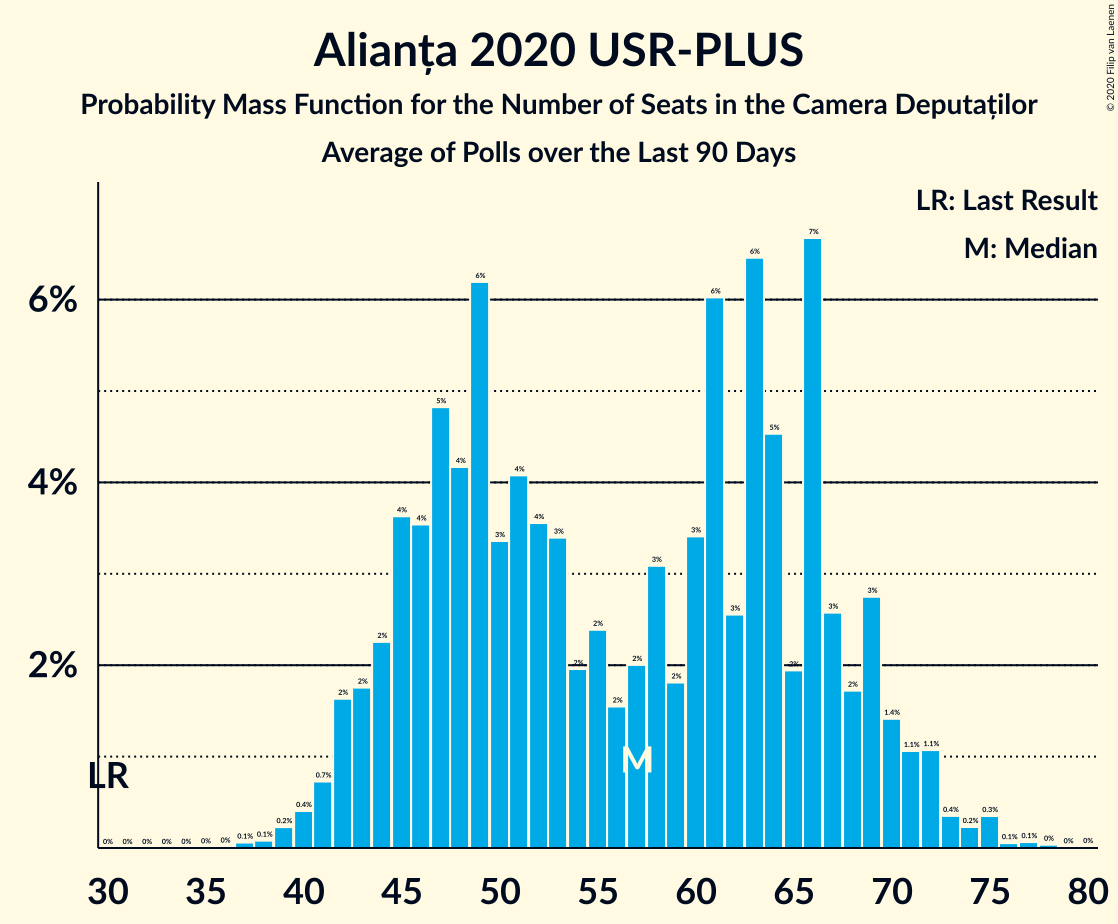 Alianța 2020 USR-PLUS
Probability Mass Function for the Number of Seats in the Camera Deputaților
Average of Polls over the Last 90 Days
© 2020 Filip van Laenen
LR: Last Result
M: Median
6%
4%
2%
LR
M
0% 0% 0% 0% 0% 0% 0% 0.1% 0.1% 0.2% 0.4% 0.7% 2% 2% 2% 4% 4% 5% 4% 6% 3% 4% 4% 3% 2% 2% 2% 2% 3% 2% 3% 6% 3% 6% 5% 2% 7% 3% 2% 3% 1.4% 1.1% 1.1% 0.4% 0.2% 0.3% 0.1% 0.1% 0% 0% 0%
30 35 40 45 50 55 60 65 70 75 80